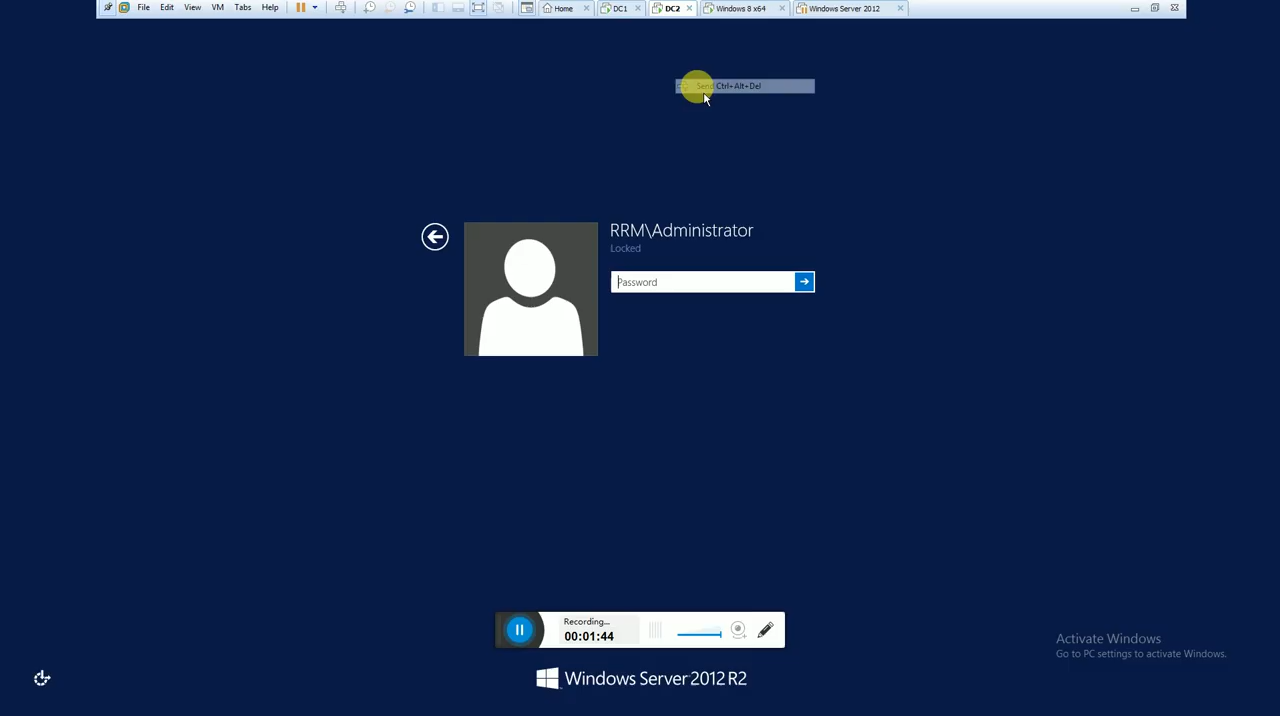 File Edit View VM Tabs Help Home DC1 DC2 Windows 8 x64 Windows Server 2012
Send Ctrl+Alt+Del
RRM\Administrator
Locked
Password
Recording...
00:01:44
Activate Windows
Go to PC settings to activate Windows.
Windows Server 2012 R2